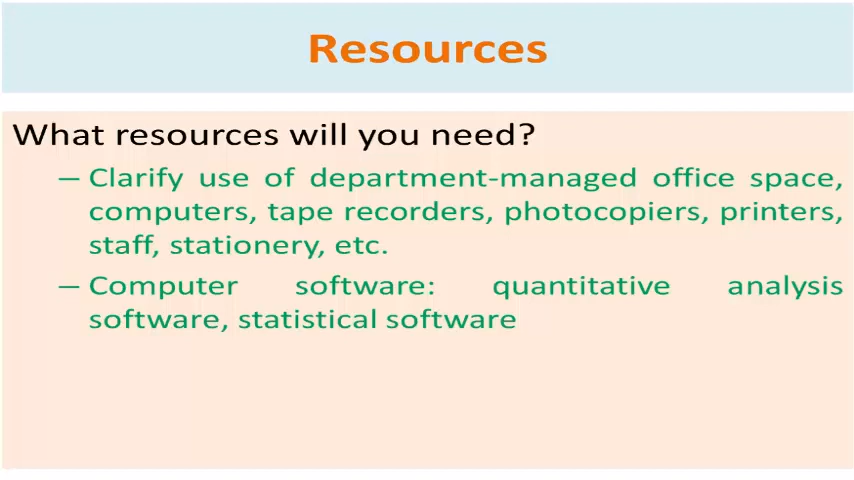 Resources
What resources will you need?
– Clarify use of department-managed office space,
computers, tape recorders, photocopiers, printers,
staff, stationery, etc.
– Computer software: quantitative analysis
software, statistical software